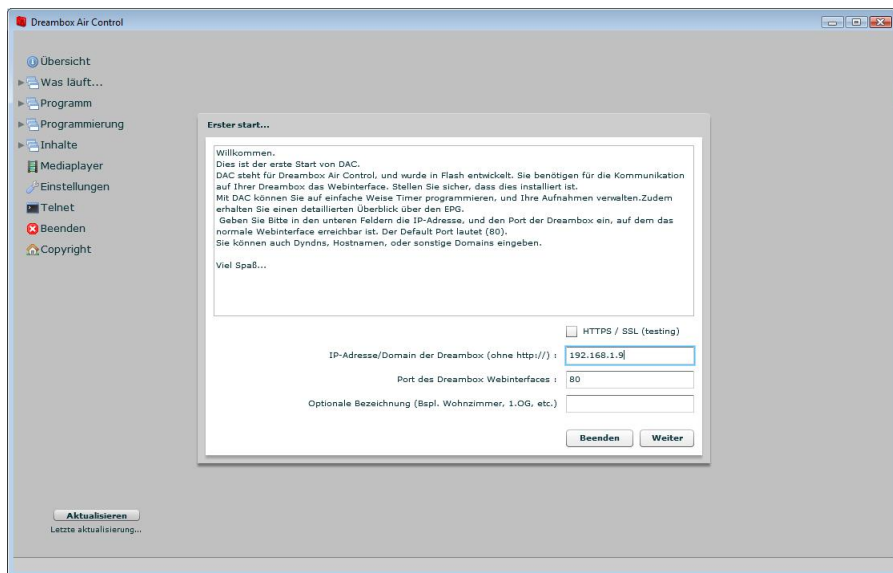 Dreambox Air Control
Übersicht
Was läuft...
Programm
Programmierung
Inhalte
Mediaplayer
Einstellungen
Telnet
Beenden
Copyright
Erster start...
Willkommen.
Dies ist der erste Start von DAC.
DAC steht für Dreambox Air Control, und wurde in Flash entwickelt. Sie benötigen für die Kommunikation
auf Ihrer Dreambox das Webinterface. Stellen Sie sicher, dass dies installiert ist.
Mit DAC können Sie auf einfache Weise Timer programmieren, und Ihre Aufnahmen verwalten.Zudem
erhalten Sie einen detaillierten Überblick über den EPG.
Geben Sie Bitte in den unteren Feldern die IP-Adresse, und den Port der Dreambox ein, auf dem das
normale Webinterface erreichbar ist. Der Default Port lautet (80).
Sie können auch Dyndns, Hostnamen, oder sonstige Domains eingeben.
Viel Spaß...
HTTPS / SSL (testing)
IP-Adresse/Domain der Dreambox (ohne http://) : 192.168.1.9
Port des Dreambox Webinterfaces : 80
Optionale Bezeichnung (Bspl. Wohnzimmer, 1.OG, etc.)
Beenden Weiter
Aktualisieren
Letzte aktualisierung...